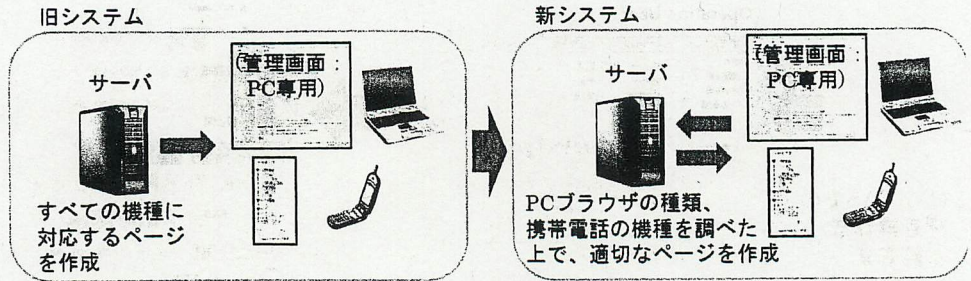 旧システム
サーバ
(管理画面:
PC専用)
すべての機種に
対応するページ
を作成
新システム
サーバ
(管理画面:
PC専用)
PCブラウザの種類、
携帯電話の機種を調べた
上で、適切なページを作成